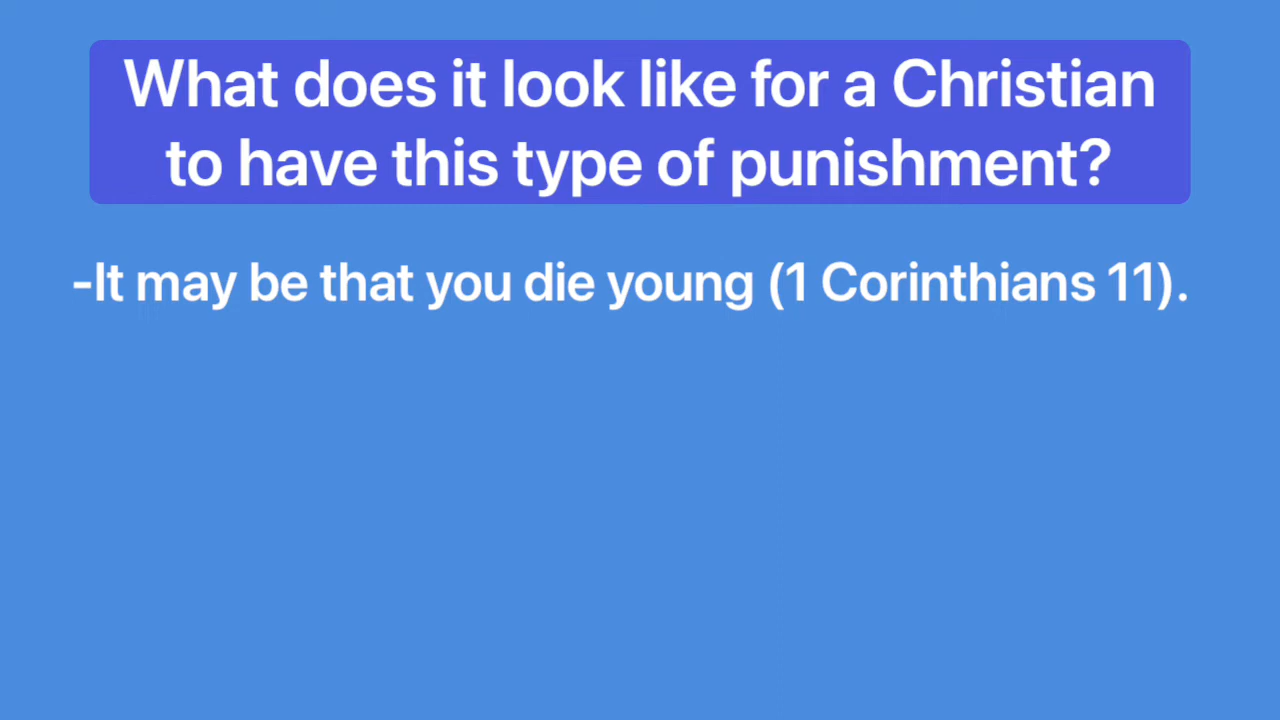 What does it look like for a Christian
to have this type of punishment?
-It may be that you die young (1 Corinthians 11).